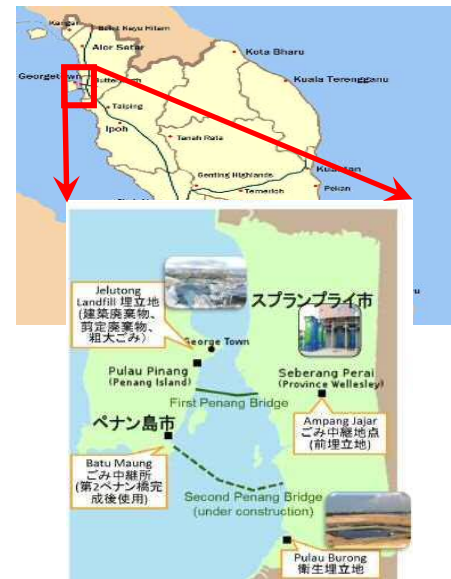 Kangar
Bukit Kayu Hitam
Alor Setar
Kota Bharu
Georgetown
Kuala Terengganu
Taiping
Ipoh
Tanah Rata
Genting Highlands
Kuantan
Temerloh
Pekan
Jelutong
Landfill 埋立地
(建築廃棄物、
剪定廃棄物、
粗大ごみ)
スプランプライ市
George Town
Pulau Pinang
(Penang Island)
Seberang Perai
(Province Wellesley)
First Penang Bridge
ペナン島市
Ampang Jajar
ごみ中継地点
(前埋立地)
Batu Maung
ごみ中継所
(第2ペナン橋完
成後使用)
Second Penang Bridge
(under construction)
Pulau Burong
衛生埋立地